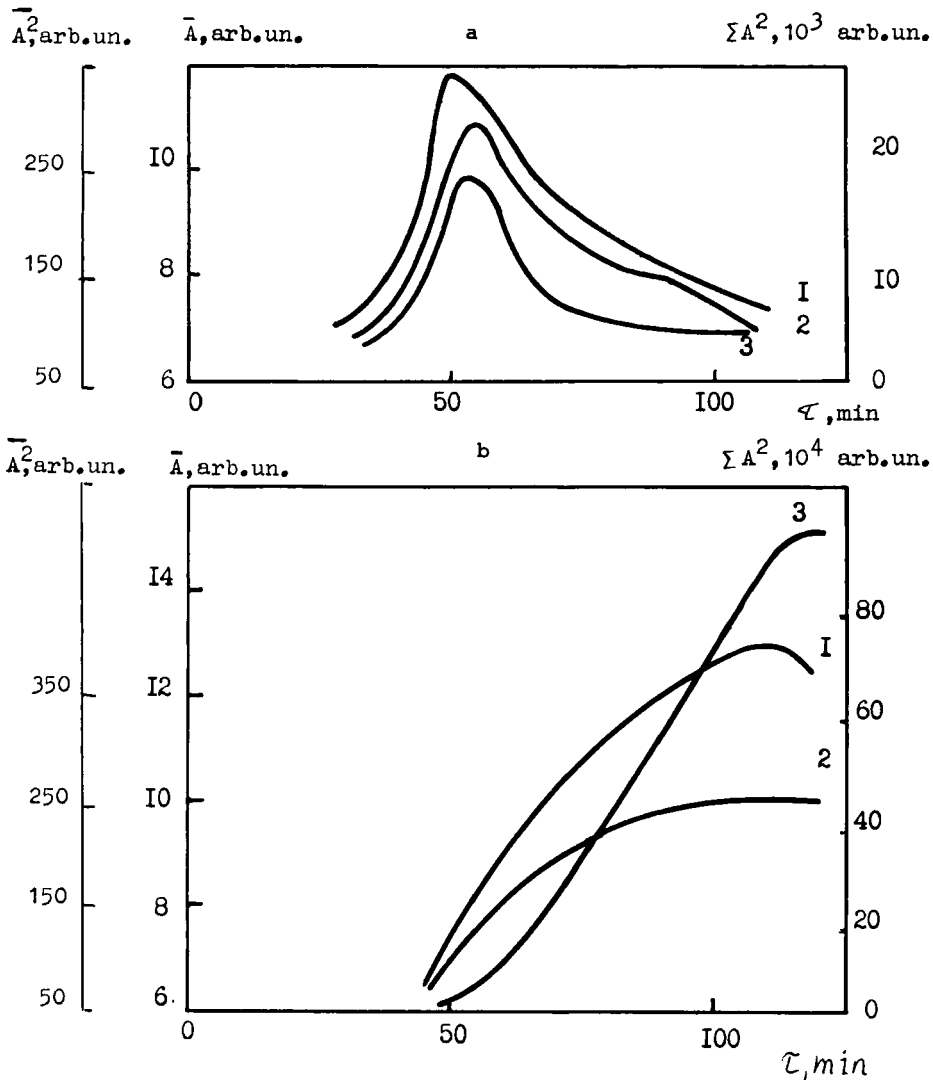 A̅²,arb.un. A̅,arb.un. a ΣA²,10³ arb.un.
250 I0 20
150 8 I0
I
2
3
50 6 0
0 50 I00
τ,min
A̅²,arb.un. A̅,arb.un. b ΣA²,10⁴ arb.un.
3
I4 80
I
350 I2 60
2
250 I0 40
150 8 20
50 6. 0
0 50 I00
τ,min